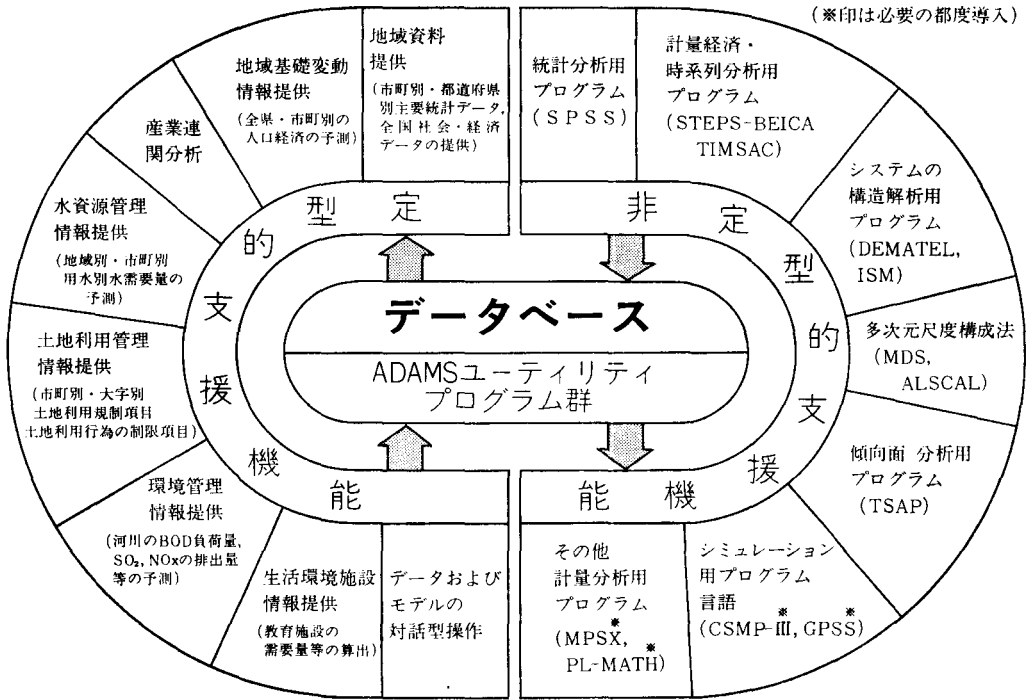 (※印は必要の都度導入)
地域資料
提供
(市町別・都道府県
別主要統計データ,
全国社会・経済
データの提供)
地域基礎変動
情報提供
(全県・市町別の
人口経済の予測)
産業連
関分析
水資源管理
情報提供
(地域別・市町別
用水別水需要量の
予測)
土地利用管理
情報提供
(市町別・大字別
土地利用規制項目
土地利用行為の制限項目)
環境管理
情報提供
(河川のBOD負荷量,
SO₂, NOxの排出量
等の予測)
生活環境施設
情報提供
(教育施設の
需要量等の算出)
データおよび
モデルの
対話型操作
定型的支援機能
データベース
ADAMSユーティリティ
プログラム群
非定型的支援機能
統計分析用
プログラム
(SPSS)
計量経済・
時系列分析用
プログラム
(STEPS-BEICA
TIMSAC)
システムの
構造解析用
プログラム
(DEMATEL,
ISM)
多次元尺度構成法
(MDS,
ALSCAL)
傾向面 分析用
プログラム
(TSAP)
シミュレーション
用プログラム
言語
(CSMP-III※, GPSS※)
その他
計量分析用
プログラム
(MPSX※,
PL-MATH※)